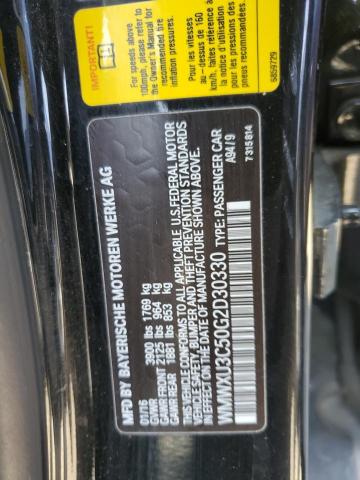 IMPORTANT!
For speeds above
100mph, please refer to
the Owner's Manual for
recommended tire
inflation pressures.
Pour les vitesses
au - dessus de 160
km/h, faites référence à
5859729
MFD BY BAYERISCHE MOTOREN WERKE AG
01/16
GVWR 3900 lbs 1769 kg
GAWR FRONT 2125 lbs 964 kg
GAWR REAR 1881 lbs 853 kg
THIS VEHICLE CONFORMS TO ALL APPLICABLE U.S. FEDERAL MOTOR
VEHICLE SAFETY, BUMPER AND THEFT PREVENTION STANDARDS
IN EFFECT ON THE DATE OF MANUFACTURE SHOWN ABOVE.
WMWXU3C50G2D30330 TYPE: PASSENGER CAR
A94/9
7315814